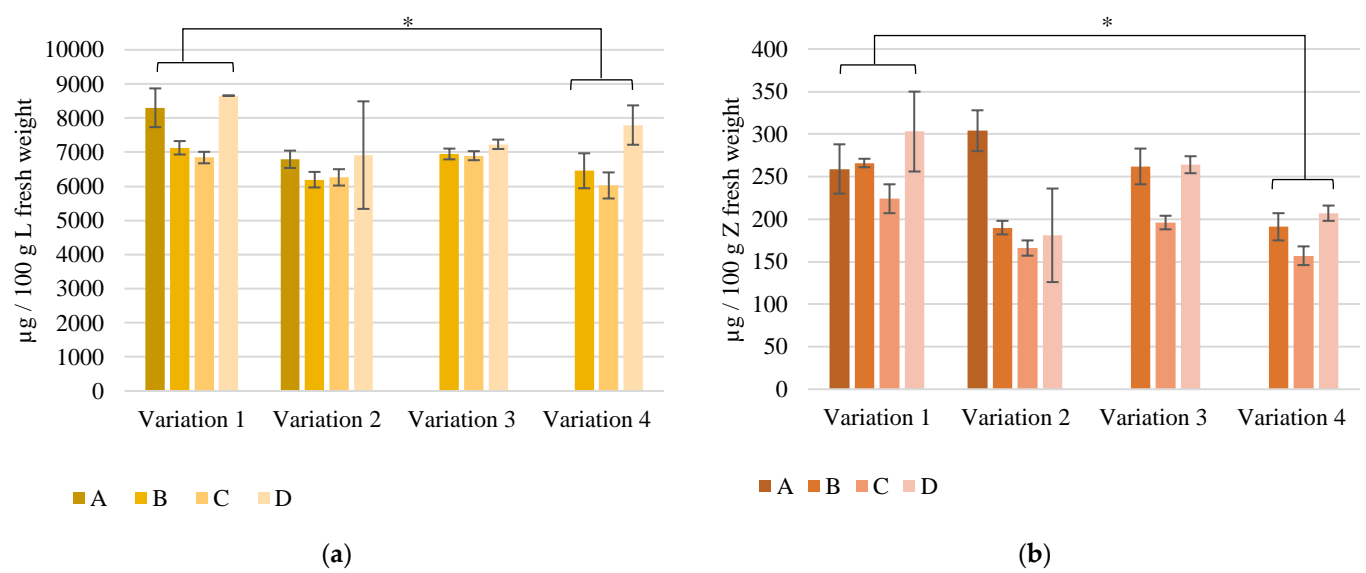 *
10000
9000
8000
7000
6000
5000
4000
3000
2000
1000
0
µg / 100 g L fresh weight
Variation 1 Variation 2 Variation 3 Variation 4
A B C D
(a)
*
400
350
300
250
200
150
100
50
0
µg / 100 g Z fresh weight
Variation 1 Variation 2 Variation 3 Variation 4
A B C D
(b)